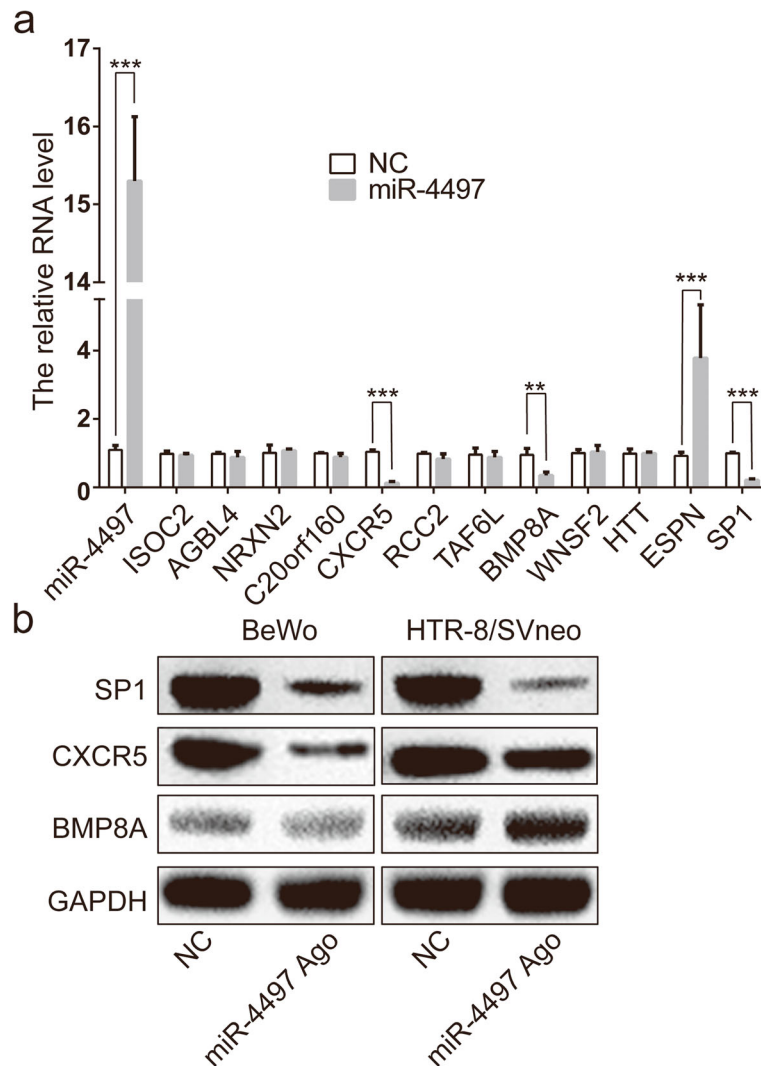 a
The relative RNA level
17
16
15
14
4
2
0
***
***
**
***
***
NC
miR-4497
miR-4497
ISOC2
AGBL4
NRXN2
C20orf160
CXCR5
RCC2
TAF6L
BMP8A
WNSF2
HTT
ESPN
SP1
b
BeWo
HTR-8/SVneo
SP1
CXCR5
BMP8A
GAPDH
NC
miR-4497 Ago
NC
miR-4497 Ago